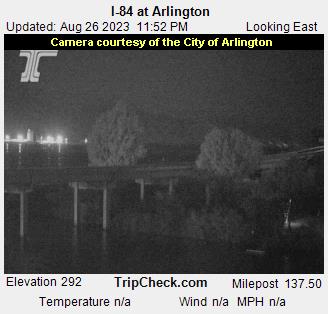 I-84 at Arlington
Updated: Aug 26 2023 11:52 PM Looking East
Camera courtesy of the City of Arlington
Elevation 292 TripCheck.com Milepost 137.50
Temperature n/a Wind n/a MPH n/a